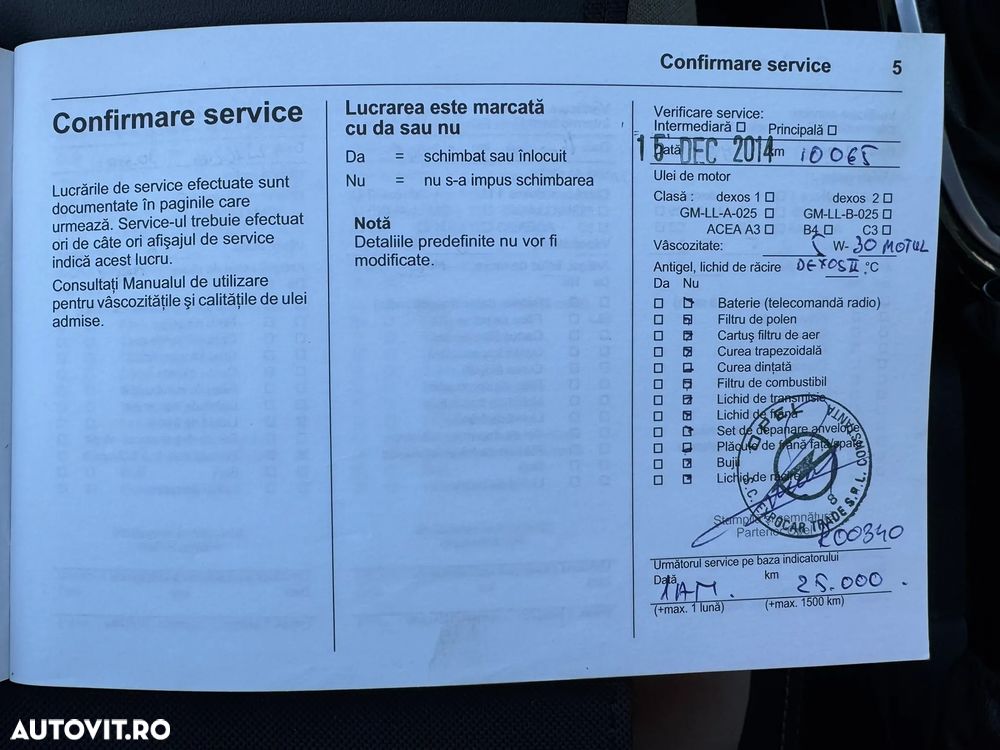 Confirmare service 5
Confirmare service
Lucrările de service efectuate sunt
documentate în paginile care
urmează. Service-ul trebuie efectuat
ori de câte ori afişajul de service
indică acest lucru.
Consultaţi Manualul de utilizare
pentru vâscozităţile şi calităţile de ulei
admise.
Lucrarea este marcată
cu da sau nu
Da = schimbat sau înlocuit
Nu = nu s-a impus schimbarea
Notă
Detaliile predefinite nu vor fi
modificate.
Verificare service:
Intermediară ☐ Principală ☐
Dată 15 DEC 2014 km 10065
Ulei de motor
Clasă : dexos 1 ☐ dexos 2 ☐
GM-LL-A-025 ☐ GM-LL-B-025 ☐
ACEA A3 ☐ B4 ☐ C3 ☐
Vâscozitate: W- 30 MOTUL
DEXOS II
Antigel, lichid de răcire °C
Da Nu
Baterie (telecomandă radio)
Filtru de polen
Cartuş filtru de aer
Curea trapezoidală
Curea dinţată
Filtru de combustibil
Lichid de transmisie
Lichid de frână
Set de depanare anvelope
Plăcuţe de frână faţă/spate
Bujii
Lichid de răcire
OPEL
S.C. EXROCAR TRADE S.R.L. CONSTANTA
8
Ştampila semnătura
Partener Opel
R00340
Următorul service pe baza indicatorului
Dată 1AM. km 25.000.
(+max. 1 lună) (+max. 1500 km)
AUTOVIT.RO